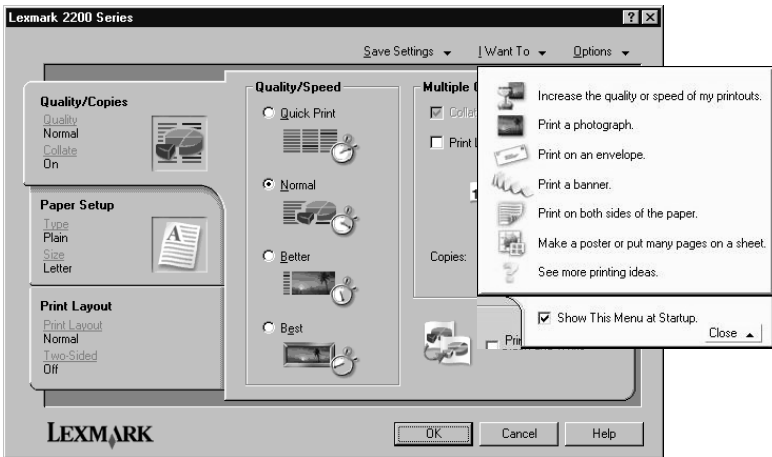 Lexmark 2200 Series
Save Settings
I Want To
Options
Quality/Copies
Quality
Normal
Collate
On
Paper Setup
Type
Plain
Size
Letter
Print Layout
Print Layout
Normal
Two-Sided
Off
Quality/Speed
Quick Print
Normal
Better
Best
Multiple
Print
Copies:
Increase the quality or speed of my printouts.
Print a photograph.
Print on an envelope.
Print a banner.
Print on both sides of the paper.
Make a poster or put many pages on a sheet.
See more printing ideas.
Show This Menu at Startup.
Close
LEXMARK
OK
Cancel
Help